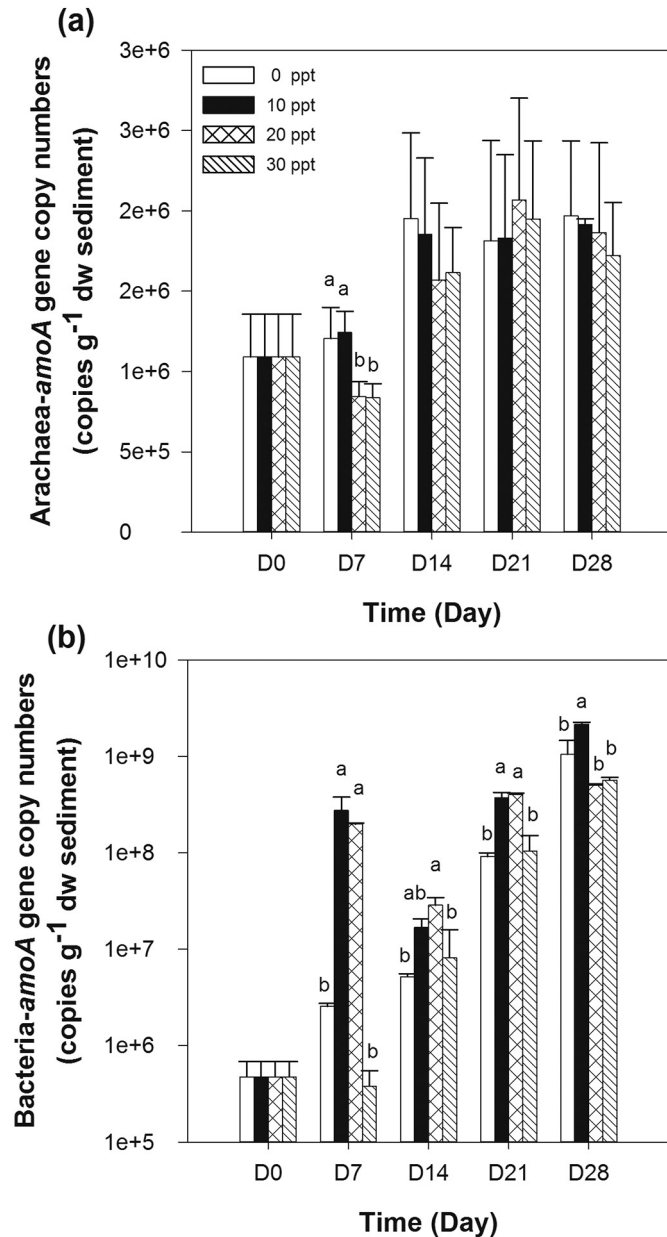 (a)
Arachaea-amoA gene copy numbers
(copies g-1 dw sediment)
3e+6
3e+6
2e+6
2e+6
1e+6
5e+5
0
0 ppt
10 ppt
20 ppt
30 ppt
a a
b b
D0 D7 D14 D21 D28
Time (Day)
(b)
Bacteria-amoA gene copy numbers
(copies g-1 dw sediment)
1e+10
1e+9
1e+8
1e+7
1e+6
1e+5
b a a b
b ab a b
b a a b
b a b b
D0 D7 D14 D21 D28
Time (Day)